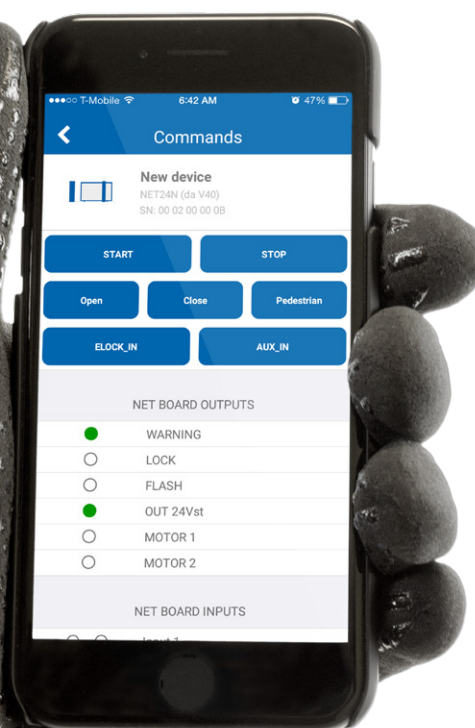 T-Mobile 6:42 AM 47%
Commands
New device
NET24N (da V40)
SN: 00 02 00 00 0B
START STOP
Open Close Pedestrian
ELOCK_IN AUX_IN
NET BOARD OUTPUTS
WARNING
LOCK
FLASH
OUT 24Vst
MOTOR 1
MOTOR 2
NET BOARD INPUTS
Input 1